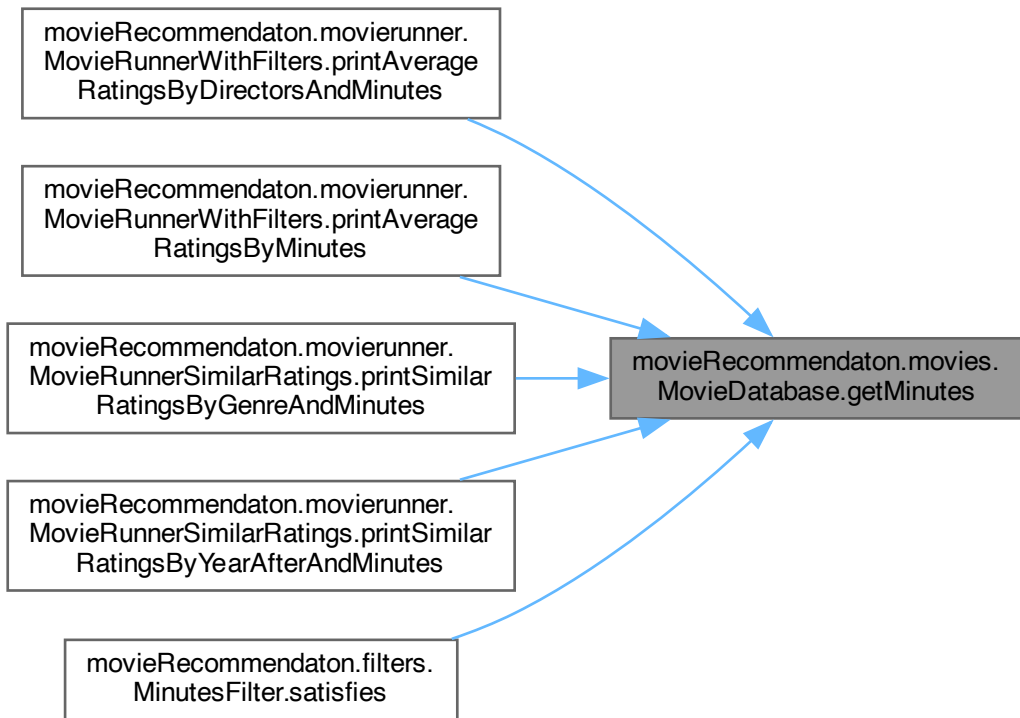 movieRecommendaton.movierunner.
MovieRunnerWithFilters.printAverage
RatingsByDirectorsAndMinutes
movieRecommendaton.movierunner.
MovieRunnerWithFilters.printAverage
RatingsByMinutes
movieRecommendaton.movierunner.
MovieRunnerSimilarRatings.printSimilar
RatingsByGenreAndMinutes
movieRecommendaton.movies.
MovieDatabase.getMinutes
movieRecommendaton.movierunner.
MovieRunnerSimilarRatings.printSimilar
RatingsByYearAfterAndMinutes
movieRecommendaton.filters.
MinutesFilter.satisfies